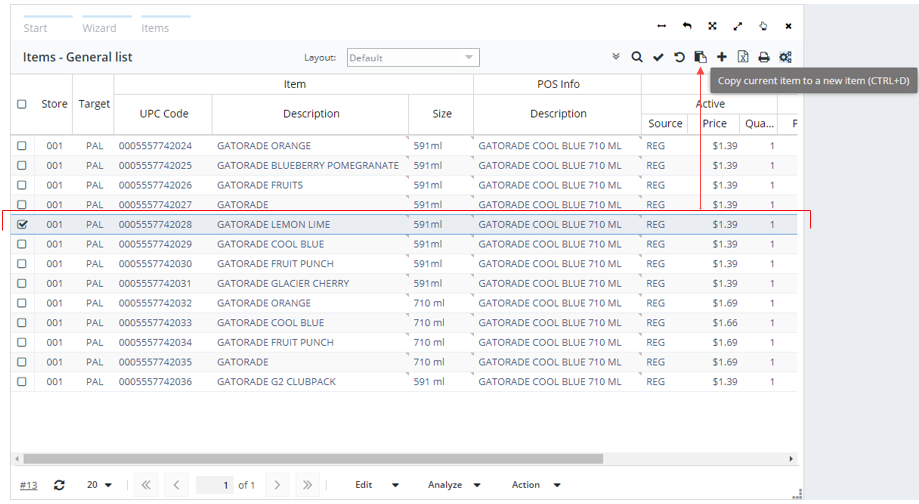 Start Wizard Items
Items - General list Layout: Default
Copy current item to a new item (CTRL+D)
Item POS Info
Store Target Active
UPC Code Description Size Description
Source Price Qua... P
001 PAL 0005557742024 GATORADE ORANGE 591ml GATORADE COOL BLUE 710 ML REG $1.39 1
001 PAL 0005557742025 GATORADE BLUEBERRY POMEGRANATE 591ml GATORADE COOL BLUE 710 ML REG $1.39 1
001 PAL 0005557742026 GATORADE FRUITS 591ml GATORADE COOL BLUE 710 ML REG $1.39 1
001 PAL 0005557742027 GATORADE 591ml GATORADE COOL BLUE 710 ML REG $1.39 1
001 PAL 0005557742028 GATORADE LEMON LIME 591ml GATORADE COOL BLUE 710 ML REG $1.39 1
001 PAL 0005557742029 GATORADE COOL BLUE 591ml GATORADE COOL BLUE 710 ML REG $1.39 1
001 PAL 0005557742030 GATORADE FRUIT PUNCH 591ml GATORADE COOL BLUE 710 ML REG $1.39 1
001 PAL 0005557742031 GATORADE GLACIER CHERRY 591ml GATORADE COOL BLUE 710 ML REG $1.39 1
001 PAL 0005557742032 GATORADE ORANGE 710 ml GATORADE COOL BLUE 710 ML REG $1.69 1
001 PAL 0005557742033 GATORADE COOL BLUE 710 ml GATORADE COOL BLUE 710 ML REG $1.66 1
001 PAL 0005557742034 GATORADE FRUIT PUNCH 710 ml GATORADE COOL BLUE 710 ML REG $1.69 1
001 PAL 0005557742035 GATORADE 710 ml GATORADE COOL BLUE 710 ML REG $1.69 1
001 PAL 0005557742036 GATORADE G2 CLUBPACK 591 ml GATORADE COOL BLUE 710 ML REG $1.39 1
#13 20 1 of 1 Edit Analyze Action